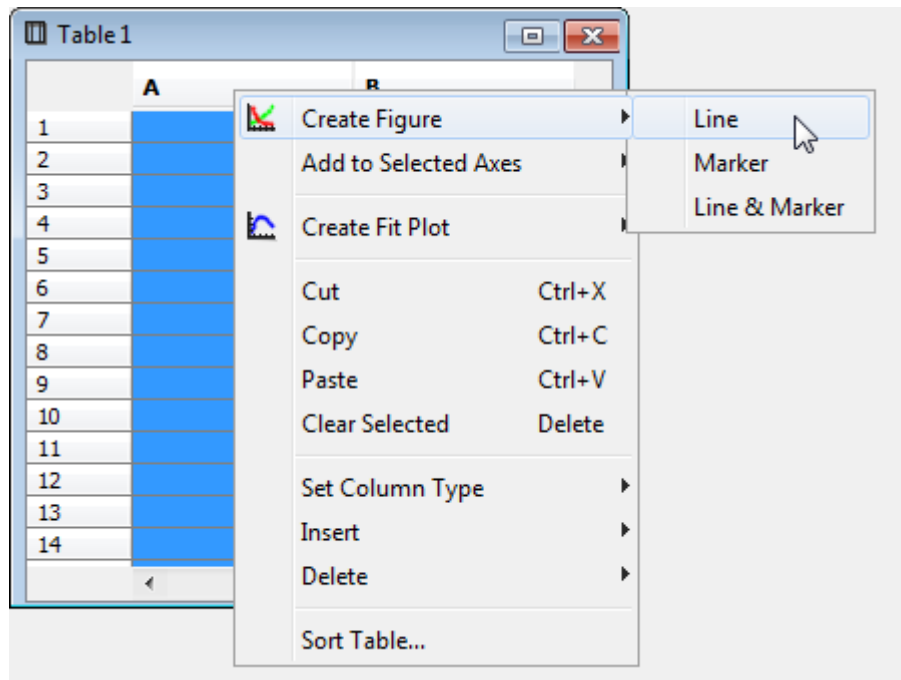 Table 1
A B
1
2
3
4
5
6
7
8
9
10
11
12
13
14
Create Figure
Add to Selected Axes
Create Fit Plot
Cut Ctrl+X
Copy Ctrl+C
Paste Ctrl+V
Clear Selected Delete
Set Column Type
Insert
Delete
Sort Table...
Line
Marker
Line & Marker